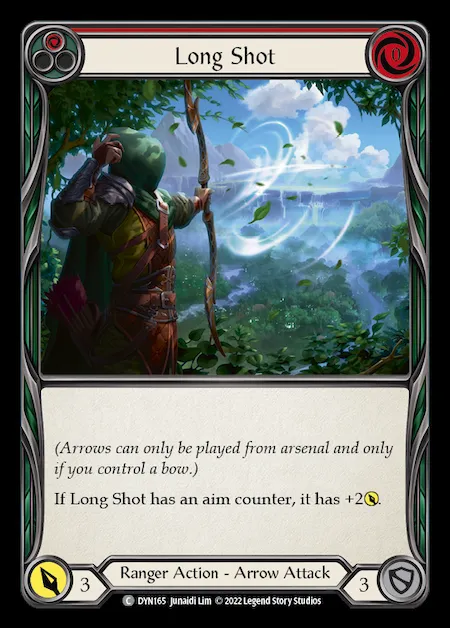 0
Long Shot
(Arrows can only be played from arsenal and only
if you control a bow.)
If Long Shot has an aim counter, it has +2.
3
Ranger Action - Arrow Attack
3
C DYN165 Junaidi Lim © 2022 Legend Story Studios